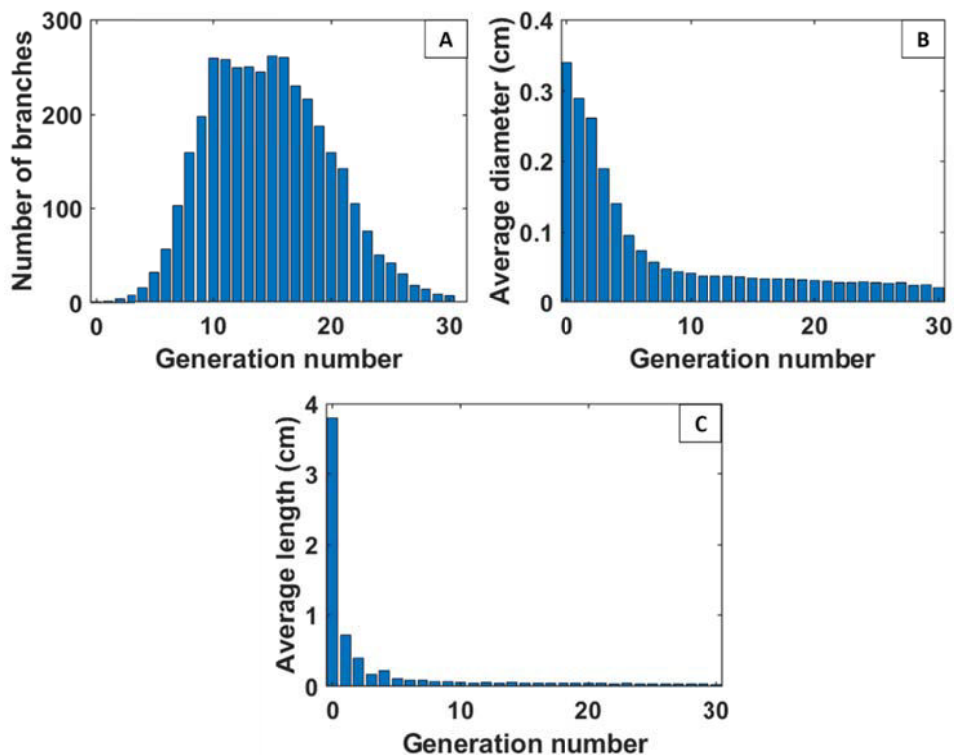 A
Number of branches
300
200
100
0
0 10 20 30
Generation number
B
Average diameter (cm)
0.4
0.3
0.2
0.1
0
0 10 20 30
Generation number
C
Average length (cm)
4
3
2
1
0
0 10 20 30
Generation number